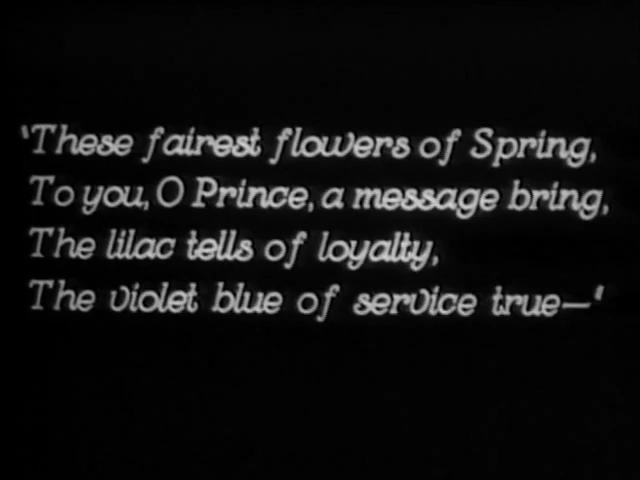 'These fairest flowers of Spring,
To you, O Prince, a message bring,
The lilac tells of loyalty,
The violet blue of service true—'